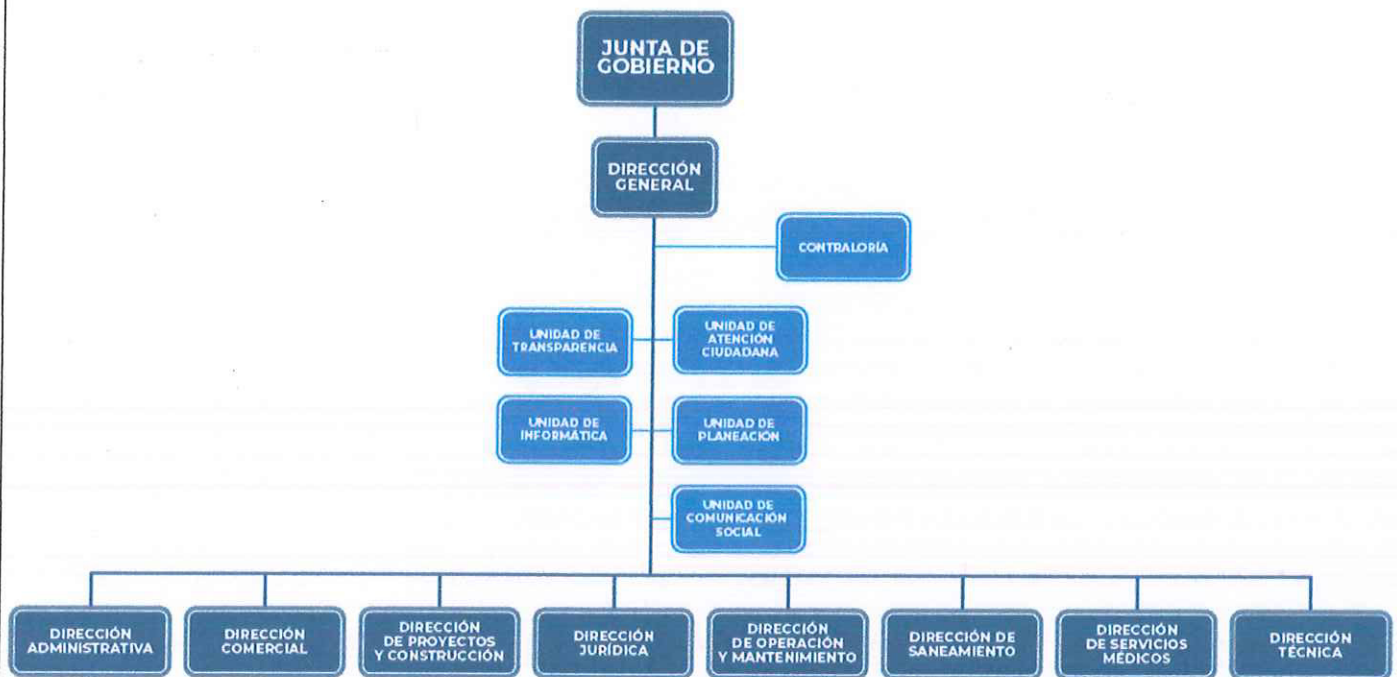 JUNTA DE
GOBIERNO
DIRECCIÓN
GENERAL
CONTRALORÍA
UNIDAD DE
TRANSPARENCIA
UNIDAD DE
ATENCIÓN
CIUDADANA
UNIDAD DE
INFORMÁTICA
UNIDAD DE
PLANEACIÓN
UNIDAD DE
COMUNICACIÓN
SOCIAL
DIRECCIÓN
ADMINISTRATIVA
DIRECCIÓN
COMERCIAL
DIRECCIÓN
DE PROYECTOS
Y CONSTRUCCIÓN
DIRECCIÓN
JURÍDICA
DIRECCIÓN
DE OPERACIÓN
Y MANTENIMIENTO
DIRECCIÓN DE
SANEAMIENTO
DIRECCIÓN
DE SERVICIOS
MÉDICOS
DIRECCIÓN
TÉCNICA